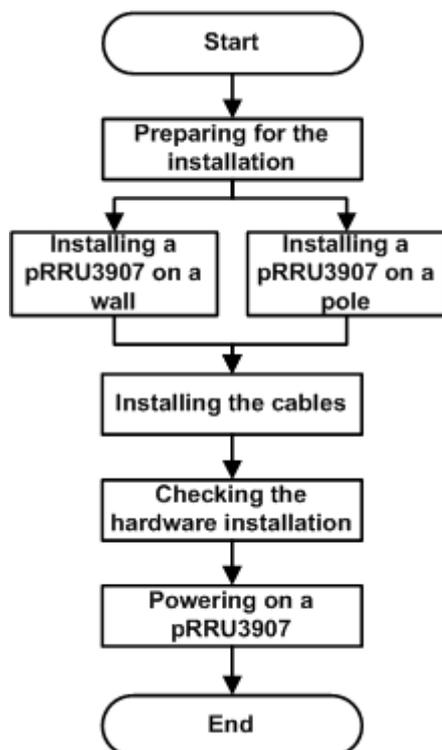 Start
Preparing for the
installation
Installing a
pRRU3907 on a
wall
Installing a
pRRU3907 on a
pole
Installing the cables
Checking the
hardware installation
Powering on a
pRRU3907
End